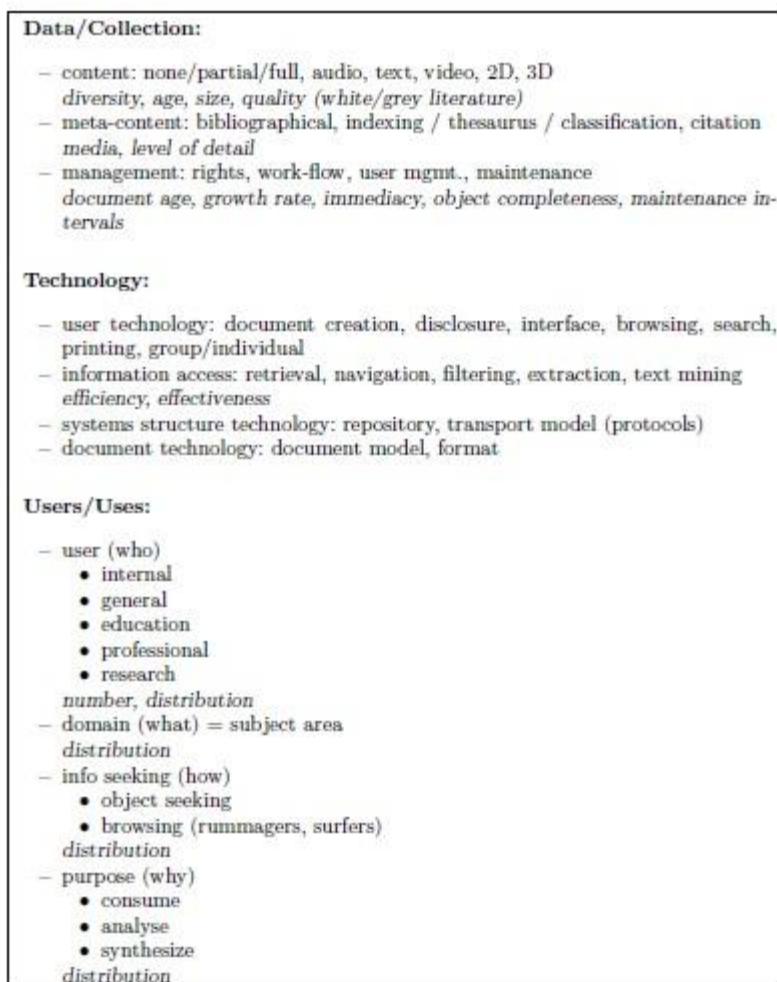 Data/Collection:
– content: none/partial/full, audio, text, video, 2D, 3D
diversity, age, size, quality (white/grey literature)
– meta-content: bibliographical, indexing / thesaurus / classification, citation
media, level of detail
– management: rights, work-flow, user mgmt., maintenance
document age, growth rate, immediacy, object completeness, maintenance in-
tervals
Technology:
– user technology: document creation, disclosure, interface, browsing, search,
printing, group/individual
– information access: retrieval, navigation, filtering, extraction, text mining
efficiency, effectiveness
– systems structure technology: repository, transport model (protocols)
– document technology: document model, format
Users/Uses:
– user (who)
• internal
• general
• education
• professional
• research
number, distribution
– domain (what) = subject area
distribution
– info seeking (how)
• object seeking
• browsing (rummagers, surfers)
distribution
– purpose (why)
• consume
• analyse
• synthesize
distribution